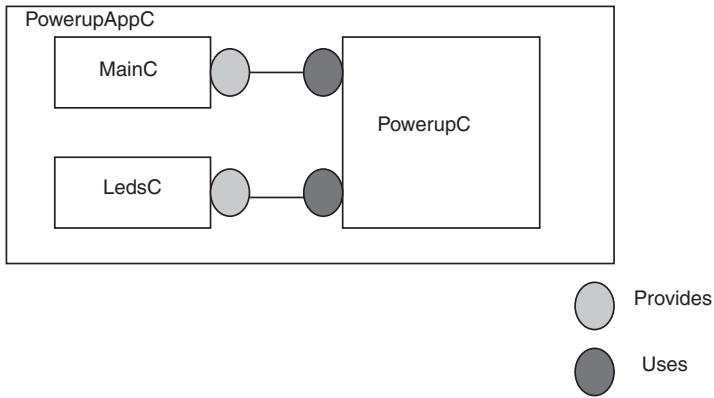 PowerupAppC
MainC
PowerupC
LedsC
Provides
Uses